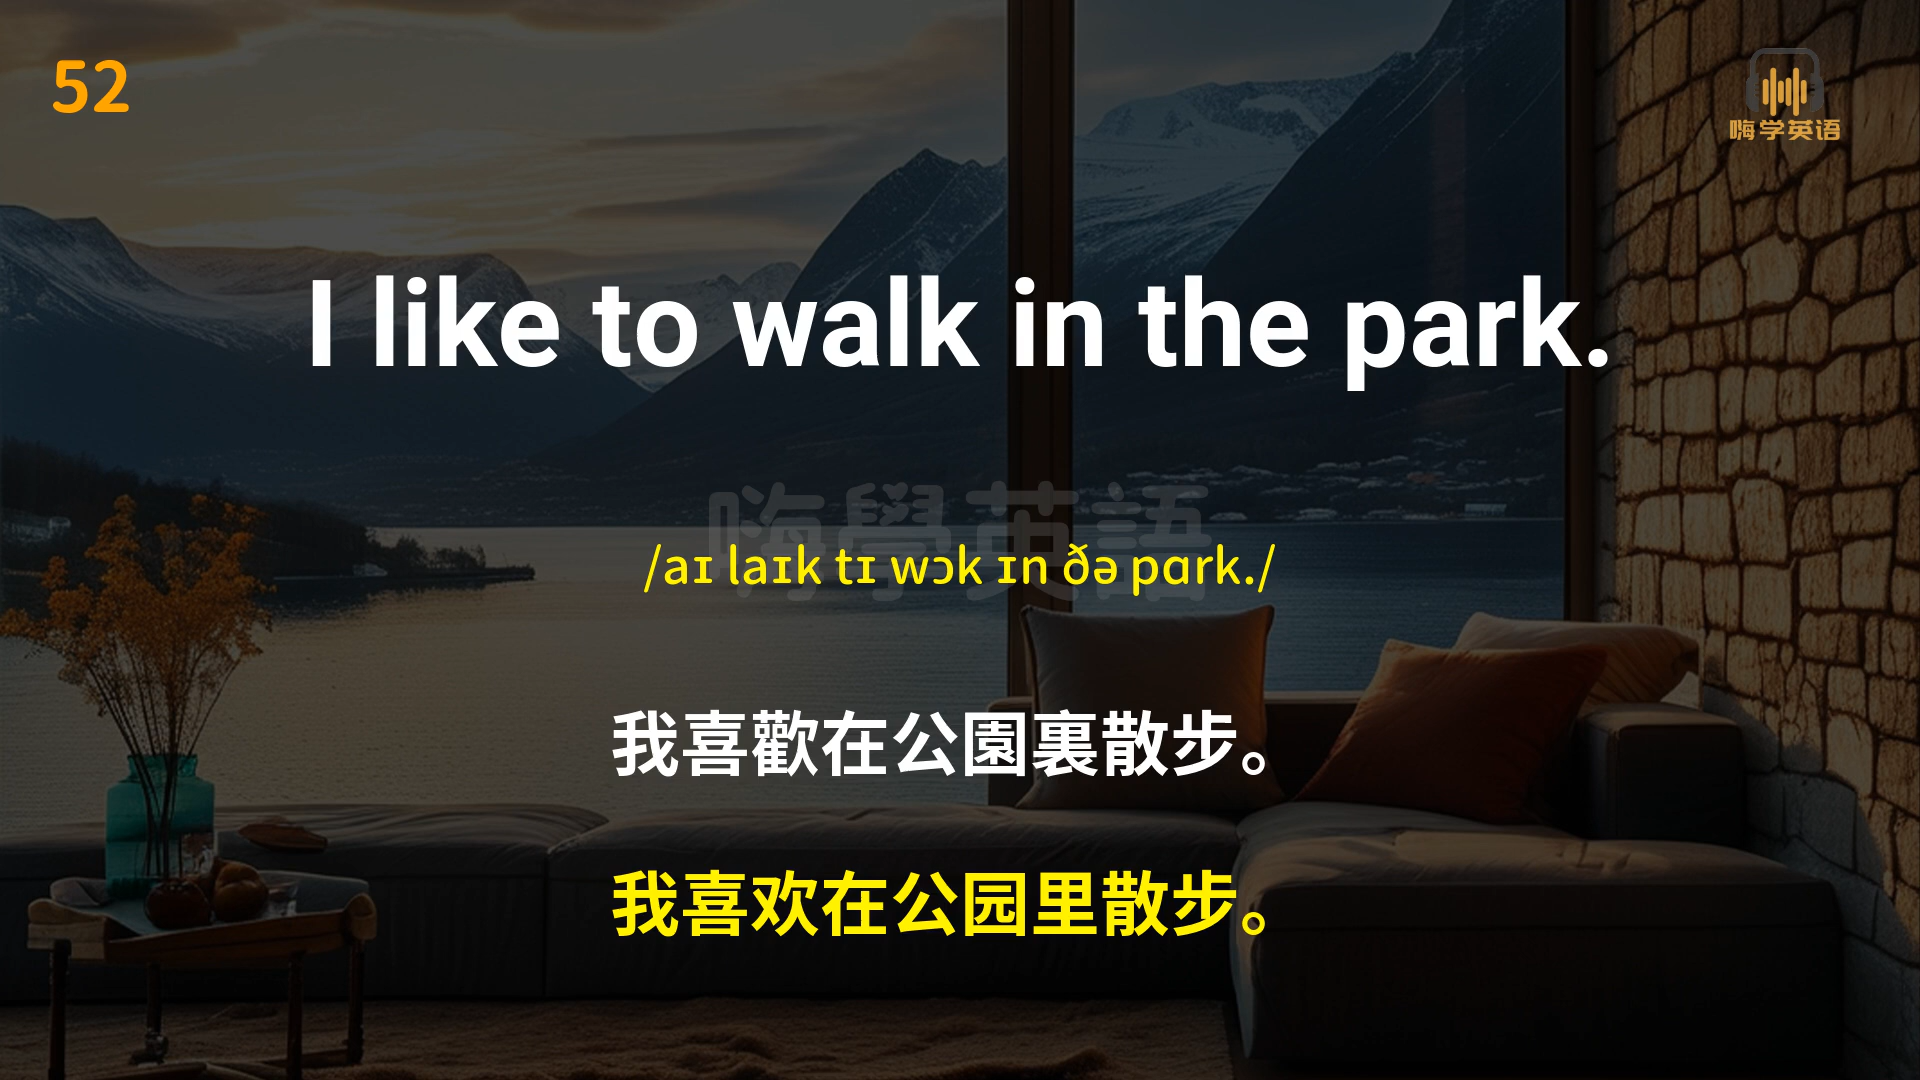 52
嗨学英语
I like to walk in the park.
嗨學英語
/aɪ laɪk tɪ wɔk ɪn ðə pɑrk./
我喜歡在公園裏散步。
我喜欢在公园里散步。